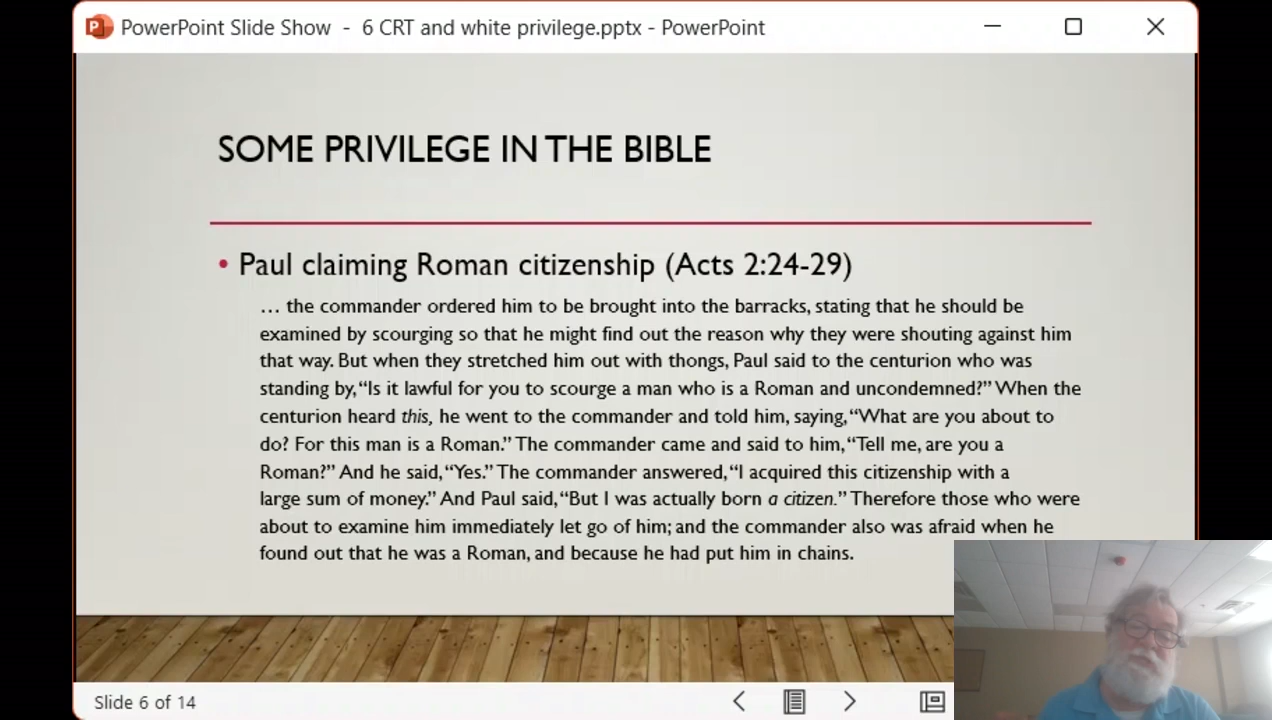 PowerPoint Slide Show - 6 CRT and white privilege.pptx - PowerPoint
SOME PRIVILEGE IN THE BIBLE
• Paul claiming Roman citizenship (Acts 2:24-29)
… the commander ordered him to be brought into the barracks, stating that he should be
examined by scourging so that he might find out the reason why they were shouting against him
that way. But when they stretched him out with thongs, Paul said to the centurion who was
standing by, “Is it lawful for you to scourge a man who is a Roman and uncondemned?” When the
centurion heard this, he went to the commander and told him, saying, “What are you about to
do? For this man is a Roman.” The commander came and said to him, “Tell me, are you a
Roman?” And he said, “Yes.” The commander answered, “I acquired this citizenship with a
large sum of money.” And Paul said, “But I was actually born a citizen.” Therefore those who were
about to examine him immediately let go of him; and the commander also was afraid when he
found out that he was a Roman, and because he had put him in chains.
Slide 6 of 14